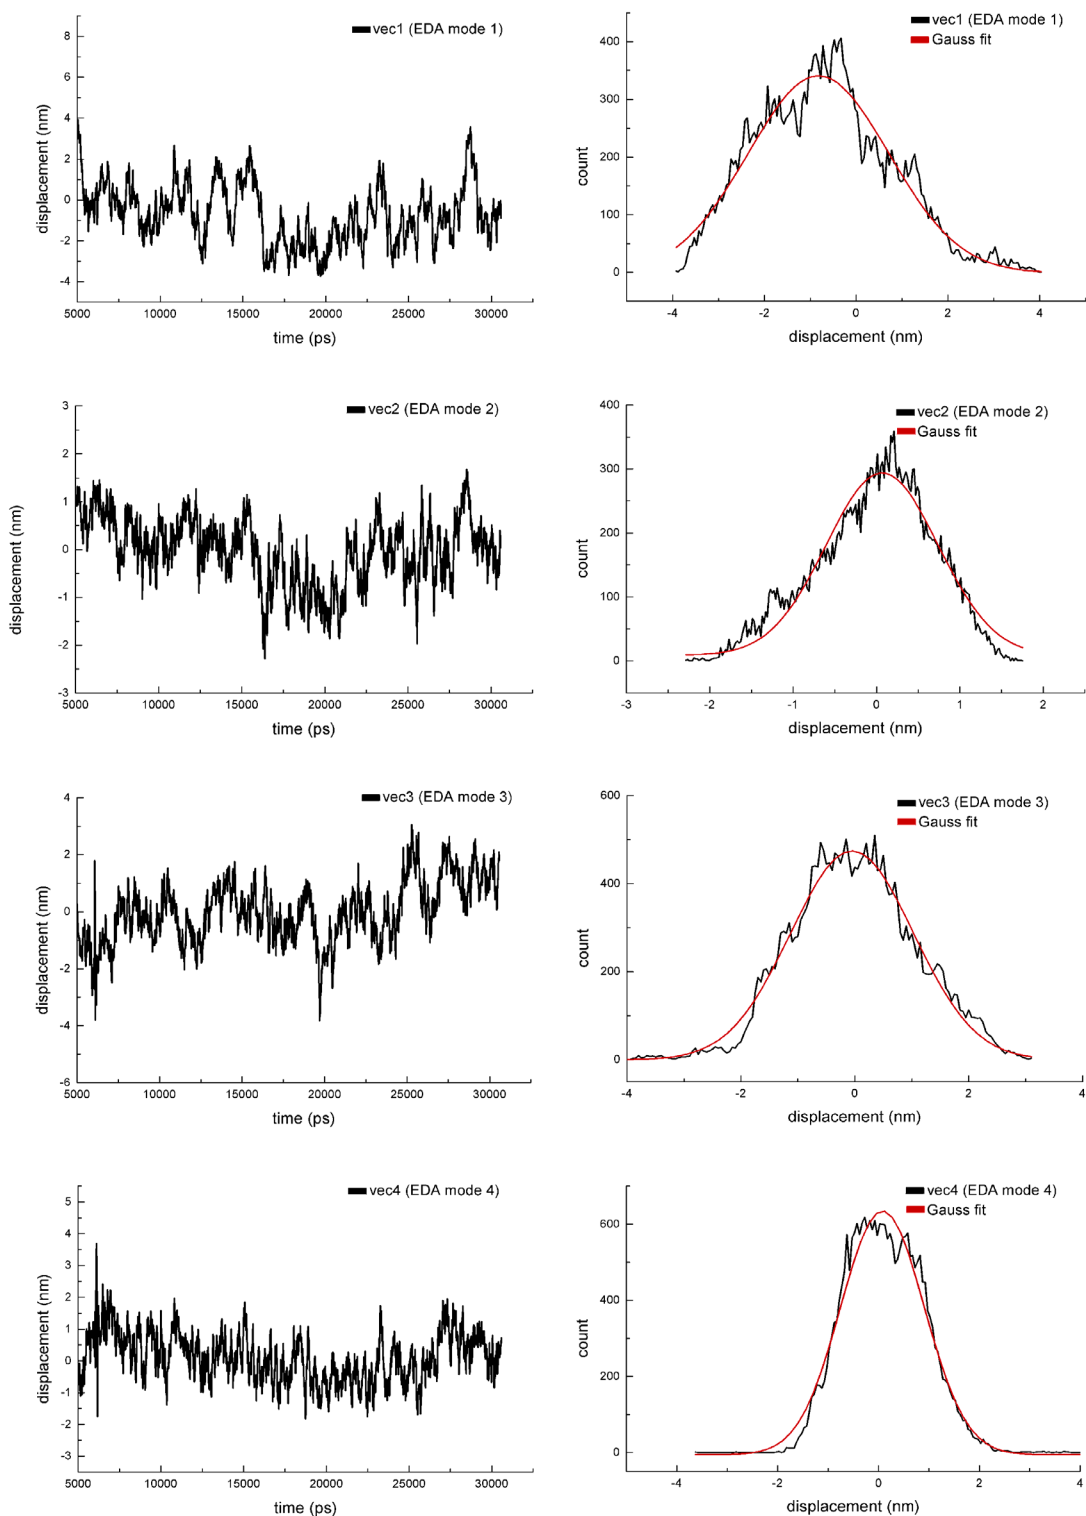 vec1 (EDA mode 1)
8
6
4
2
0
-2
-4
displacement (nm)
5000 10000 15000 20000 25000 30000
time (ps)
vec1 (EDA mode 1)
Gauss fit
400
300
200
100
0
count
-4 -2 0 2 4
displacement (nm)
vec2 (EDA mode 2)
3
2
1
0
-1
-2
-3
displacement (nm)
5000 10000 15000 20000 25000 30000
time (ps)
vec2 (EDA mode 2)
Gauss fit
400
300
200
100
0
count
-3 -2 -1 0 1 2
displacement (nm)
vec3 (EDA mode 3)
4
2
0
-2
-4
-6
displacement (nm)
5000 10000 15000 20000 25000 30000
time (ps)
vec3 (EDA mode 3)
Gauss fit
600
400
200
0
count
-4 -2 0 2 4
displacement (nm)
vec4 (EDA mode 4)
5
4
3
2
1
0
-1
-2
-3
displacement (nm)
5000 10000 15000 20000 25000 30000
time (ps)
vec4 (EDA mode 4)
Gauss fit
600
400
200
0
count
-4 -2 0 2 4
displacement (nm)